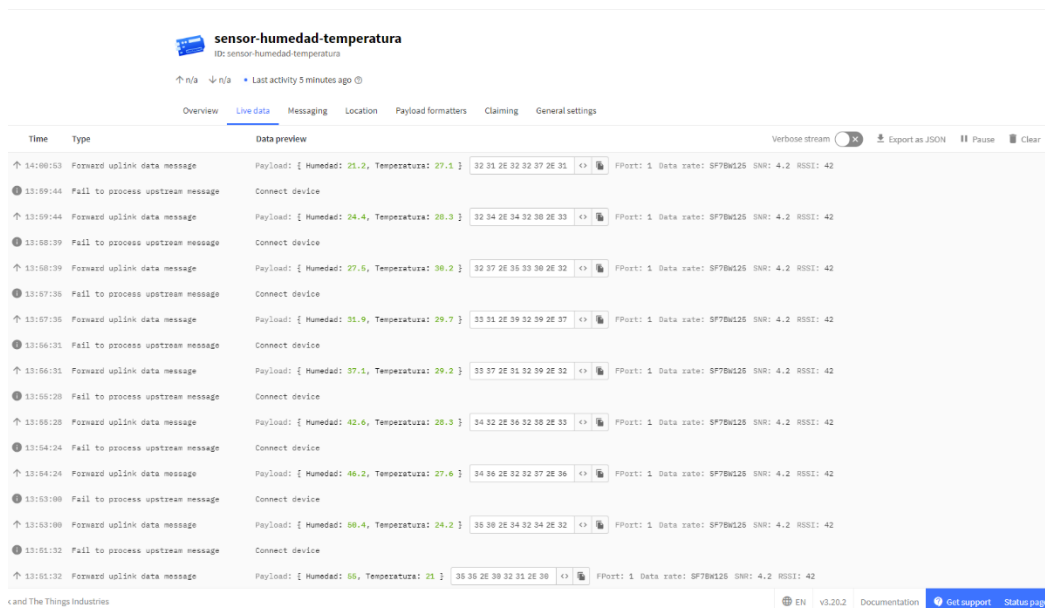 sensor-humedad-temperatura
ID: sensor-humedad-temperatura
↑ n/a ↓ n/a • Last activity 5 minutes ago
Overview Live data Messaging Location Payload formatters Claiming General settings
Time Type Data preview Verbose stream Export as JSON Pause Clear
↑ 14:00:53 Forward uplink data message Payload: { Humedad: 21.2, Temperatura: 27.1 } 32 31 2E 32 32 37 2E 31 <> FPort: 1 Data rate: SF7BW125 SNR: 4.2 RSSI: 42
13:59:44 Fail to process upstream message Connect device
↑ 13:59:44 Forward uplink data message Payload: { Humedad: 24.4, Temperatura: 28.3 } 32 34 2E 34 32 38 2E 33 <> FPort: 1 Data rate: SF7BW125 SNR: 4.2 RSSI: 42
13:58:39 Fail to process upstream message Connect device
↑ 13:58:39 Forward uplink data message Payload: { Humedad: 27.5, Temperatura: 30.2 } 32 37 2E 35 33 30 2E 32 <> FPort: 1 Data rate: SF7BW125 SNR: 4.2 RSSI: 42
13:57:35 Fail to process upstream message Connect device
↑ 13:57:35 Forward uplink data message Payload: { Humedad: 31.9, Temperatura: 29.7 } 33 31 2E 39 32 39 2E 37 <> FPort: 1 Data rate: SF7BW125 SNR: 4.2 RSSI: 42
13:56:31 Fail to process upstream message Connect device
↑ 13:56:31 Forward uplink data message Payload: { Humedad: 37.1, Temperatura: 29.2 } 33 37 2E 31 32 39 2E 32 <> FPort: 1 Data rate: SF7BW125 SNR: 4.2 RSSI: 42
13:55:28 Fail to process upstream message Connect device
↑ 13:55:28 Forward uplink data message Payload: { Humedad: 42.6, Temperatura: 28.3 } 34 32 2E 36 32 38 2E 33 <> FPort: 1 Data rate: SF7BW125 SNR: 4.2 RSSI: 42
13:54:24 Fail to process upstream message Connect device
↑ 13:54:24 Forward uplink data message Payload: { Humedad: 46.2, Temperatura: 27.6 } 34 36 2E 32 32 37 2E 36 <> FPort: 1 Data rate: SF7BW125 SNR: 4.2 RSSI: 42
13:53:00 Fail to process upstream message Connect device
↑ 13:53:00 Forward uplink data message Payload: { Humedad: 50.4, Temperatura: 24.2 } 35 30 2E 34 32 34 2E 32 <> FPort: 1 Data rate: SF7BW125 SNR: 4.2 RSSI: 42
13:51:32 Fail to process upstream message Connect device
↑ 13:51:32 Forward uplink data message Payload: { Humedad: 55, Temperatura: 21 } 35 35 2E 30 32 31 2E 30 <> FPort: 1 Data rate: SF7BW125 SNR: 4.2 RSSI: 42
k and The Things Industries EN v3.20.2 Documentation Get support Status page